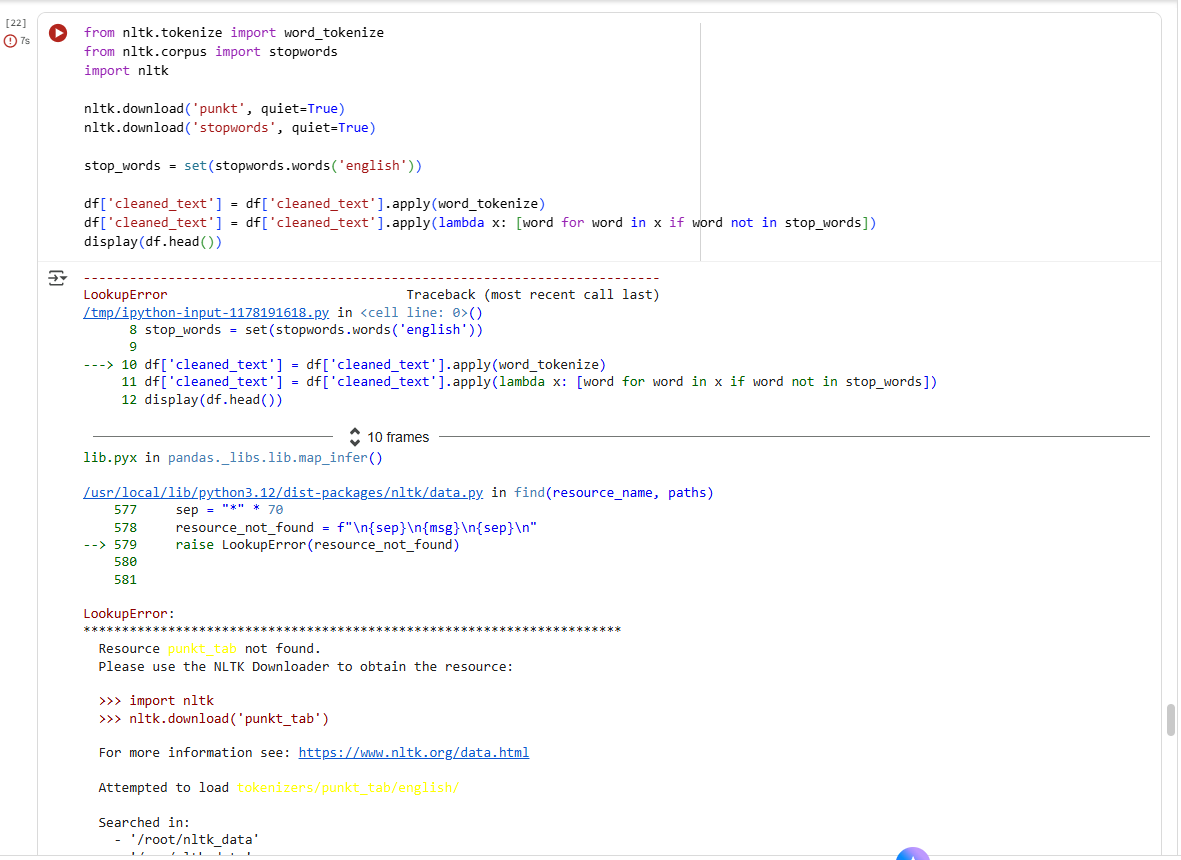 [22]
7s
from nltk.tokenize import word_tokenize
from nltk.corpus import stopwords
import nltk
nltk.download('punkt', quiet=True)
nltk.download('stopwords', quiet=True)
stop_words = set(stopwords.words('english'))
df['cleaned_text'] = df['cleaned_text'].apply(word_tokenize)
df['cleaned_text'] = df['cleaned_text'].apply(lambda x: [word for word in x if word not in stop_words])
display(df.head())
---------------------------------------------------------------------------
LookupError                               Traceback (most recent call last)
/tmp/ipython-input-1178191618.py in <cell line: 0>()
      8 stop_words = set(stopwords.words('english'))
      9
---> 10 df['cleaned_text'] = df['cleaned_text'].apply(word_tokenize)
     11 df['cleaned_text'] = df['cleaned_text'].apply(lambda x: [word for word in x if word not in stop_words])
     12 display(df.head())
10 frames
lib.pyx in pandas._libs.lib.map_infer()
/usr/local/lib/python3.12/dist-packages/nltk/data.py in find(resource_name, paths)
    577     sep = "*" * 70
    578     resource_not_found = f"\n{sep}\n{msg}\n{sep}\n"
--> 579     raise LookupError(resource_not_found)
    580
    581
LookupError:
**********************************************************************
  Resource punkt_tab not found.
  Please use the NLTK Downloader to obtain the resource:
  >>> import nltk
  >>> nltk.download('punkt_tab')
  For more information see: https://www.nltk.org/data.html
  Attempted to load tokenizers/punkt_tab/english/
  Searched in:
    - '/root/nltk_data'